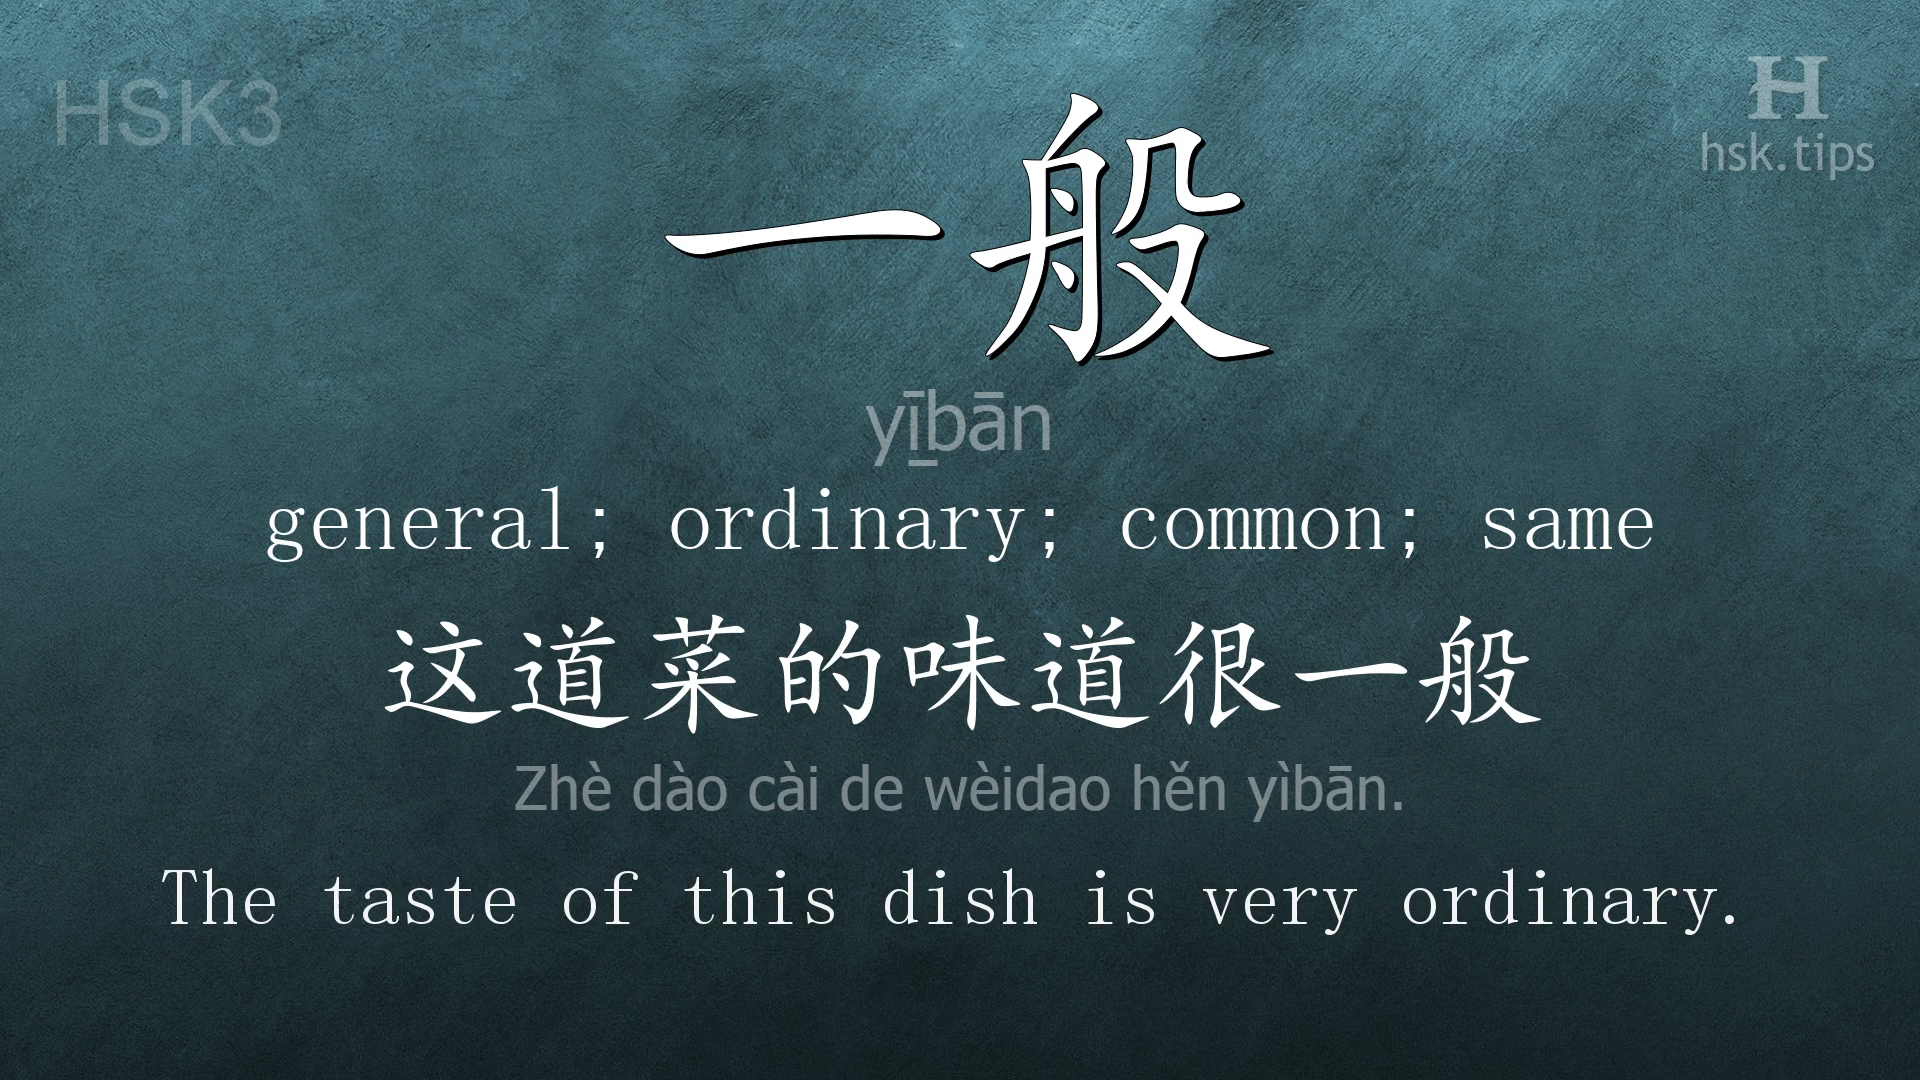 HSK3
H
hsk.tips
一般
yībān
general; ordinary; common; same
这道菜的味道很一般
Zhè dào cài de wèidao hěn yìbān.
The taste of this dish is very ordinary.